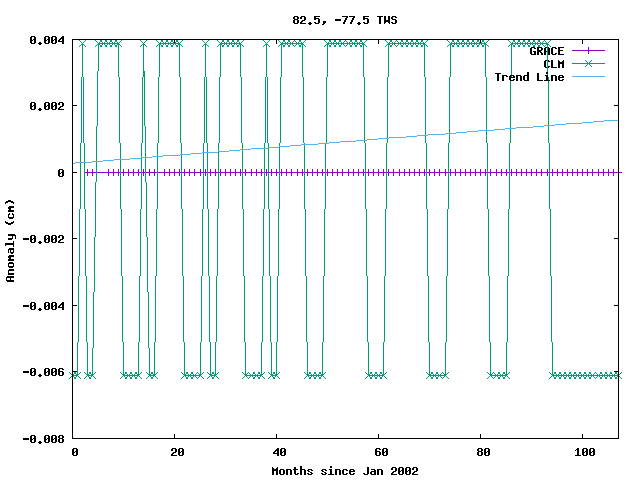 82.5, -77.5 TWS
0.004
0.002
0
-0.002
-0.004
-0.006
-0.008
0
20
40
60
80
100
Anomaly (cm)
Months since Jan 2002
GRACE
CLM
Trend Line